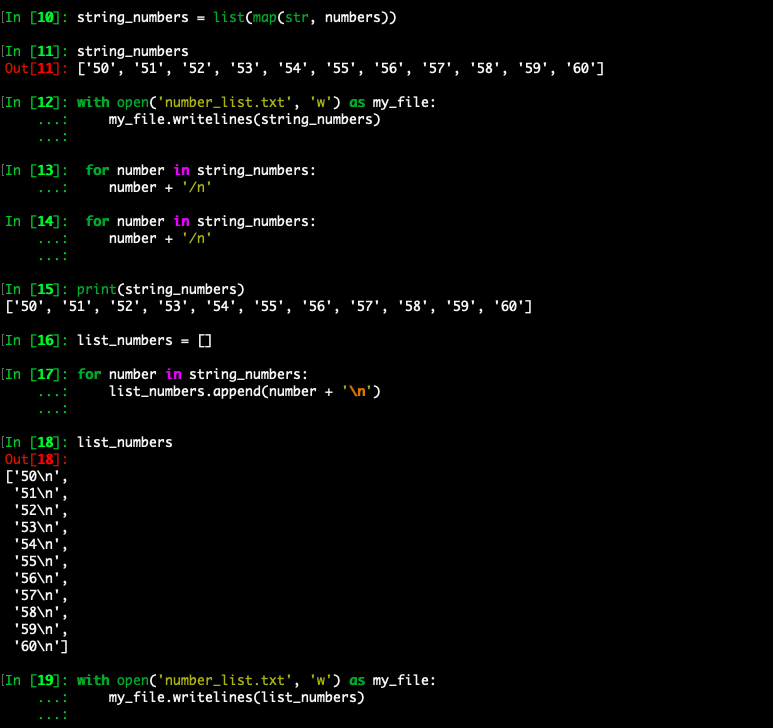 [In [10]: string_numbers = list(map(str, numbers))
[In [11]: string_numbers
Out[11]: ['50', '51', '52', '53', '54', '55', '56', '57', '58', '59', '60']
[In [12]: with open('number_list.txt', 'w') as my_file:
    ...:     my_file.writelines(string_numbers)
    ...:
[In [13]:  for number in string_numbers:
    ...:     number + '/n'
In [14]:  for number in string_numbers:
    ...:     number + '/n'
    ...:
[In [15]: print(string_numbers)
['50', '51', '52', '53', '54', '55', '56', '57', '58', '59', '60']
[In [16]: list_numbers = []
[In [17]: for number in string_numbers:
    ...:     list_numbers.append(number + '\n')
    ...:
[In [18]: list_numbers
Out[18]:
['50\n',
 '51\n',
 '52\n',
 '53\n',
 '54\n',
 '55\n',
 '56\n',
 '57\n',
 '58\n',
 '59\n',
 '60\n']
[In [19]: with open('number_list.txt', 'w') as my_file:
    ...:     my_file.writelines(list_numbers)
    ...: